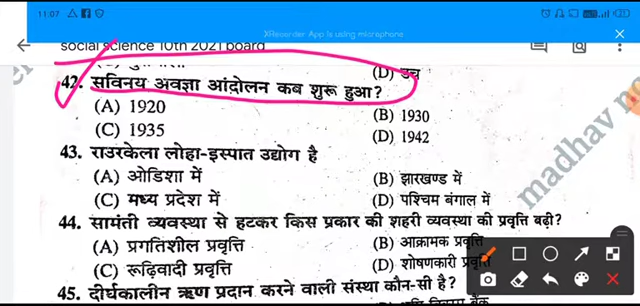 11:07
XRecorder App is using microphone
social science 10th 2021 board
(D) डच
42. सविनय अवज्ञा आंदोलन कब शुरू हुआ?
(A) 1920
(B) 1930
(C) 1935
(D) 1942
43. राउरकेला लोहा-इस्पात उद्योग है
(A) ओडिशा में
(B) झारखण्ड में
(C) मध्य प्रदेश में
(D) पश्चिम बंगाल में
44. सामंती व्यवस्था से हटकर किस प्रकार की शहरी व्यवस्था की प्रवृत्ति बढ़ी?
(A) प्रगतिशील प्रवृत्ति
(B) आक्रामक प्रवृत्ति
(C) रूढ़िवादी प्रवृत्ति
(D) शोषणकारी प्रवृत्ति
45. दीर्घकालीन ऋण प्रदान करने वाली संस्था कौन-सी है?
madhav no